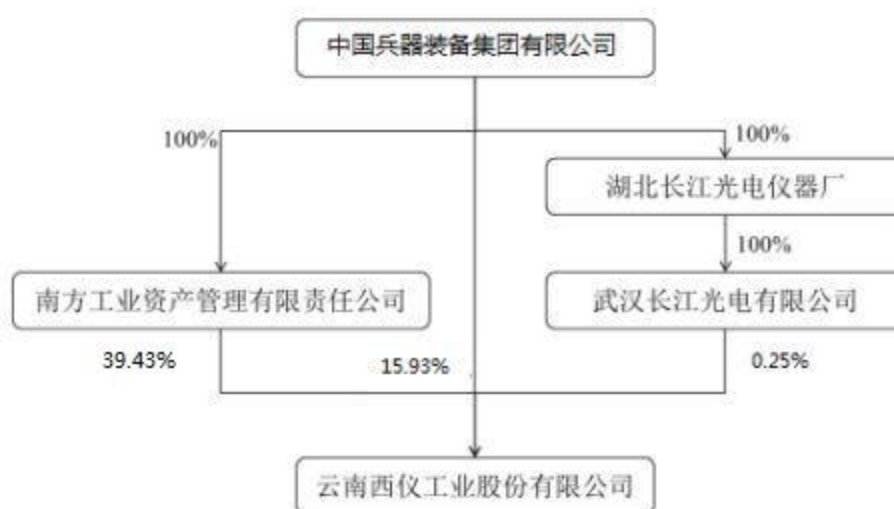 中国兵器装备集团有限公司
100%
100%
湖北长江光电仪器厂
100%
南方工业资产管理有限责任公司
武汉长江光电有限公司
39.43%
15.93%
0.25%
云南西仪工业股份有限公司